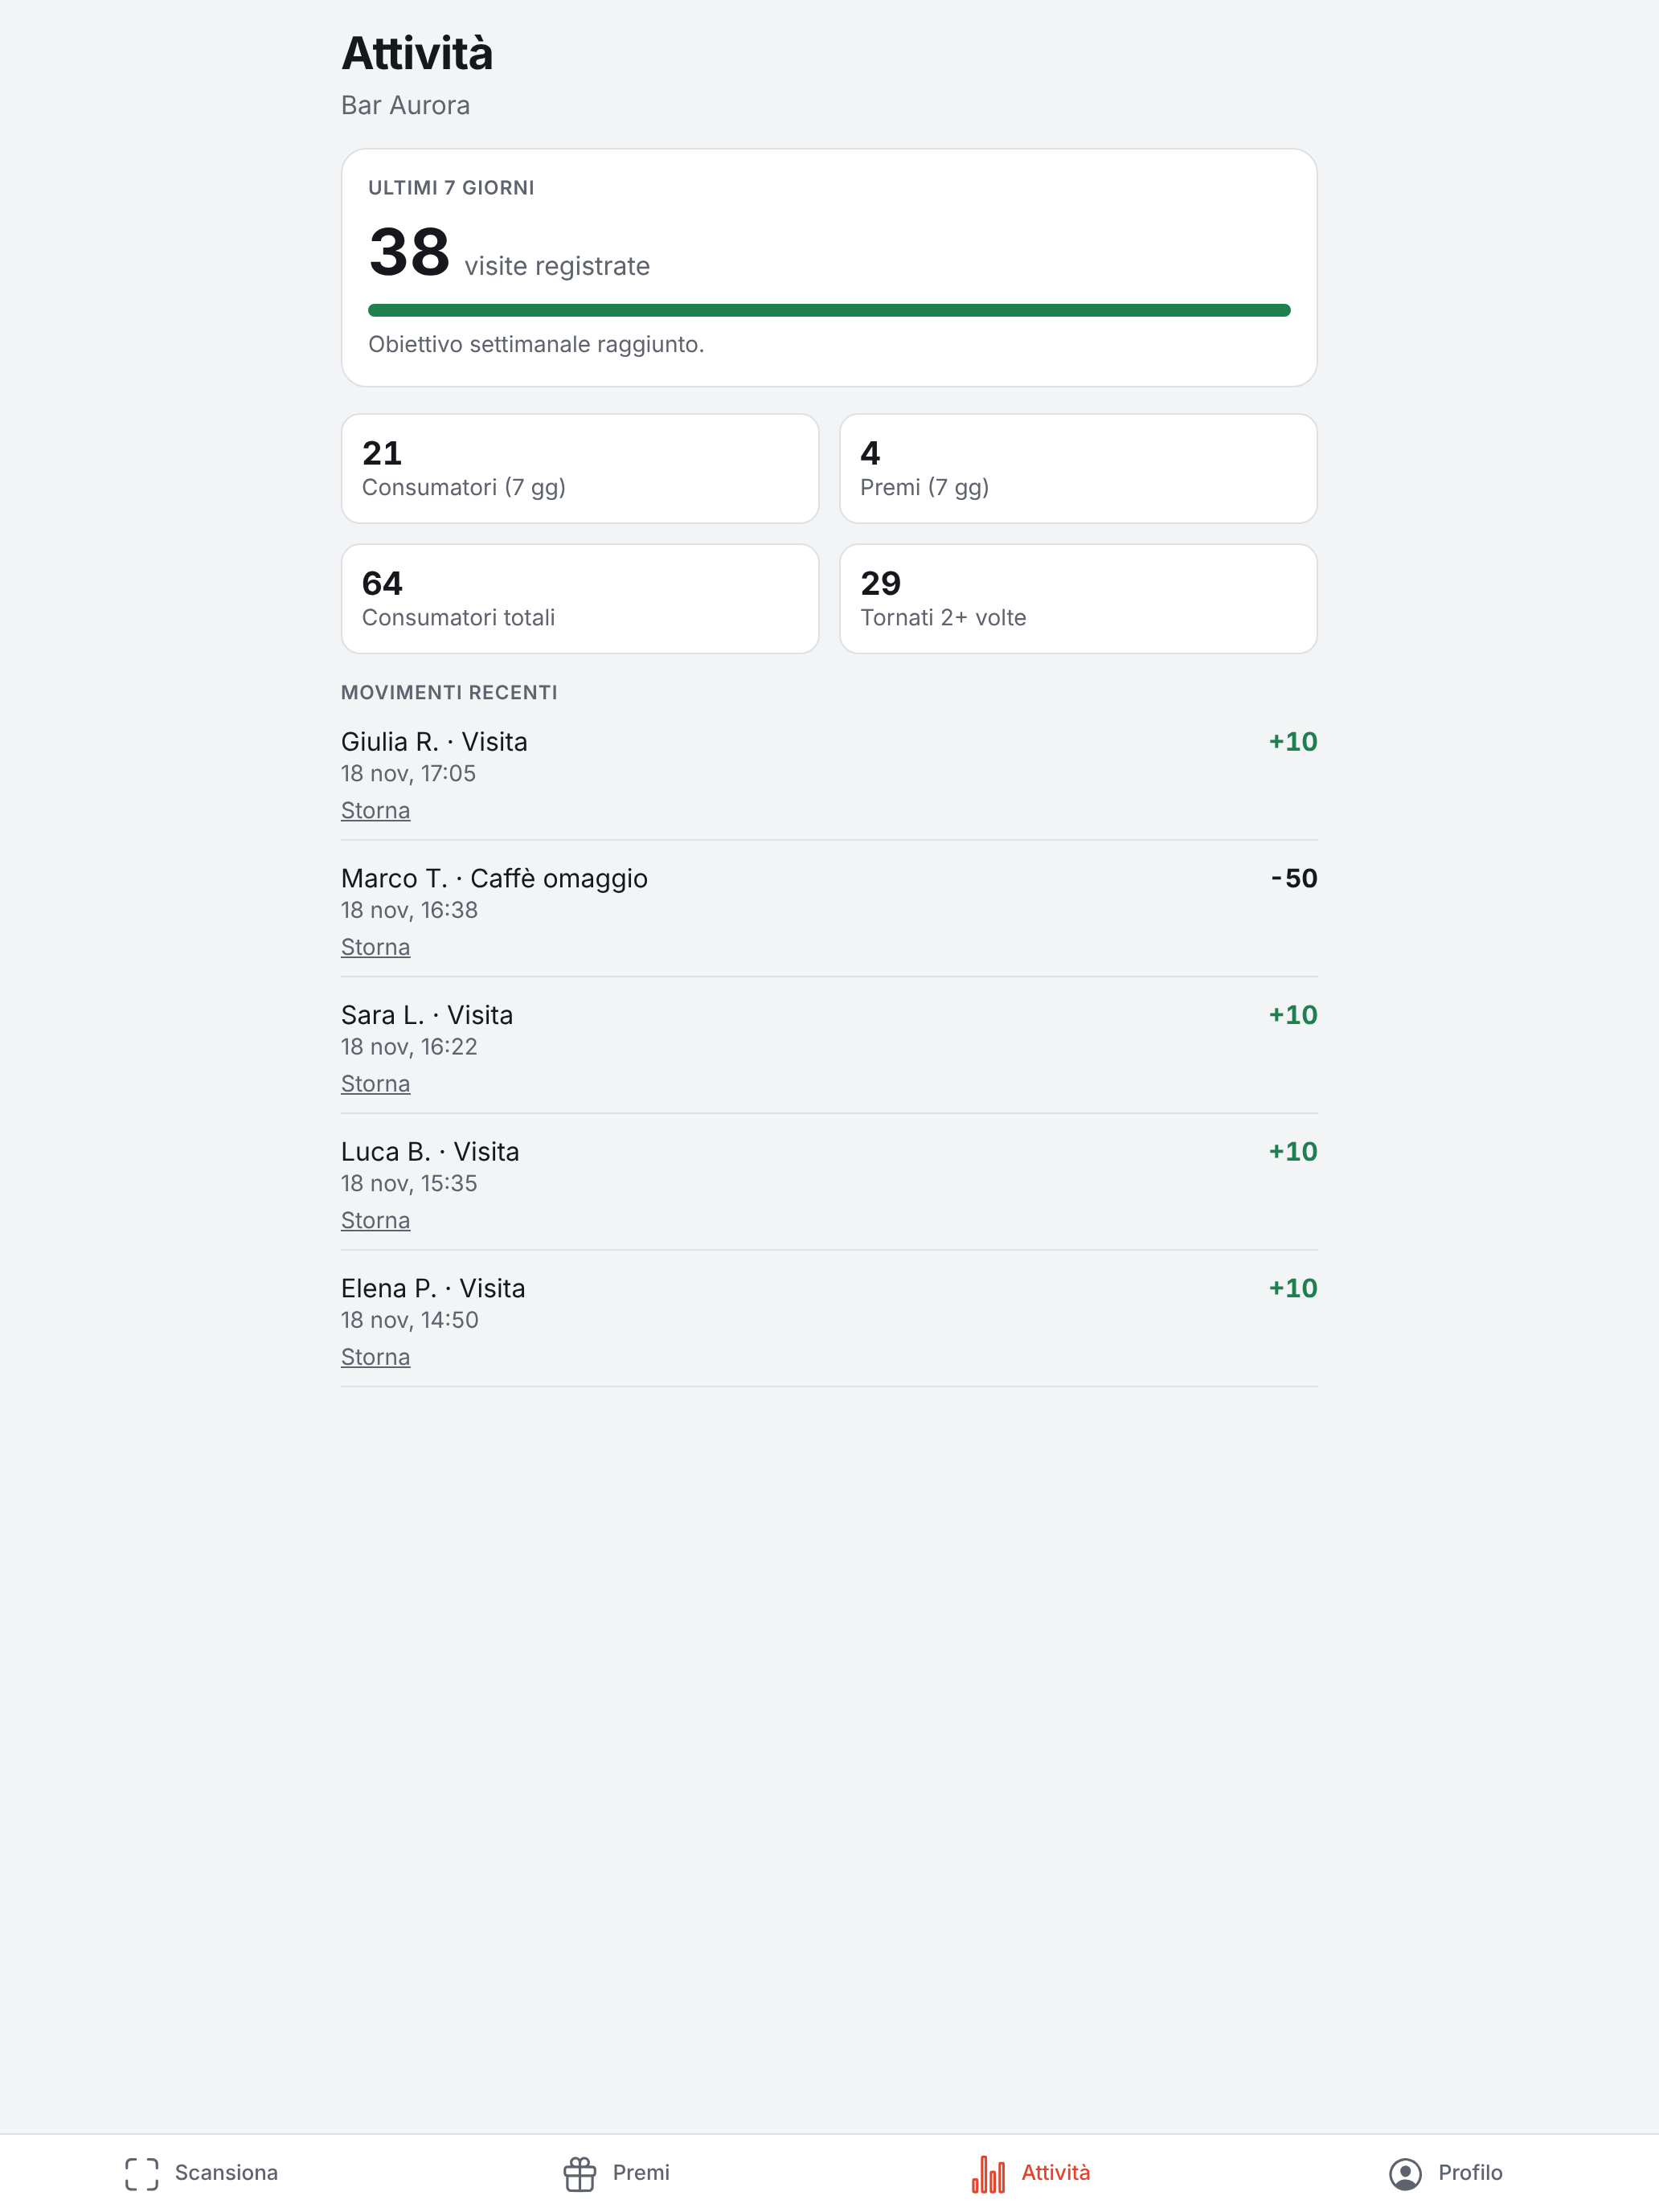 Attività
Bar Aurora
ULTIMI 7 GIORNI
38 visite registrate
Obiettivo settimanale raggiunto.
21
Consumatori (7 gg)
4
Premi (7 gg)
64
Consumatori totali
29
Tornati 2+ volte
MOVIMENTI RECENTI
Giulia R. · Visita +10
18 nov, 17:05
Storna
Marco T. · Caffè omaggio -50
18 nov, 16:38
Storna
Sara L. · Visita +10
18 nov, 16:22
Storna
Luca B. · Visita +10
18 nov, 15:35
Storna
Elena P. · Visita +10
18 nov, 14:50
Storna
Scansiona Premi Attività Profilo